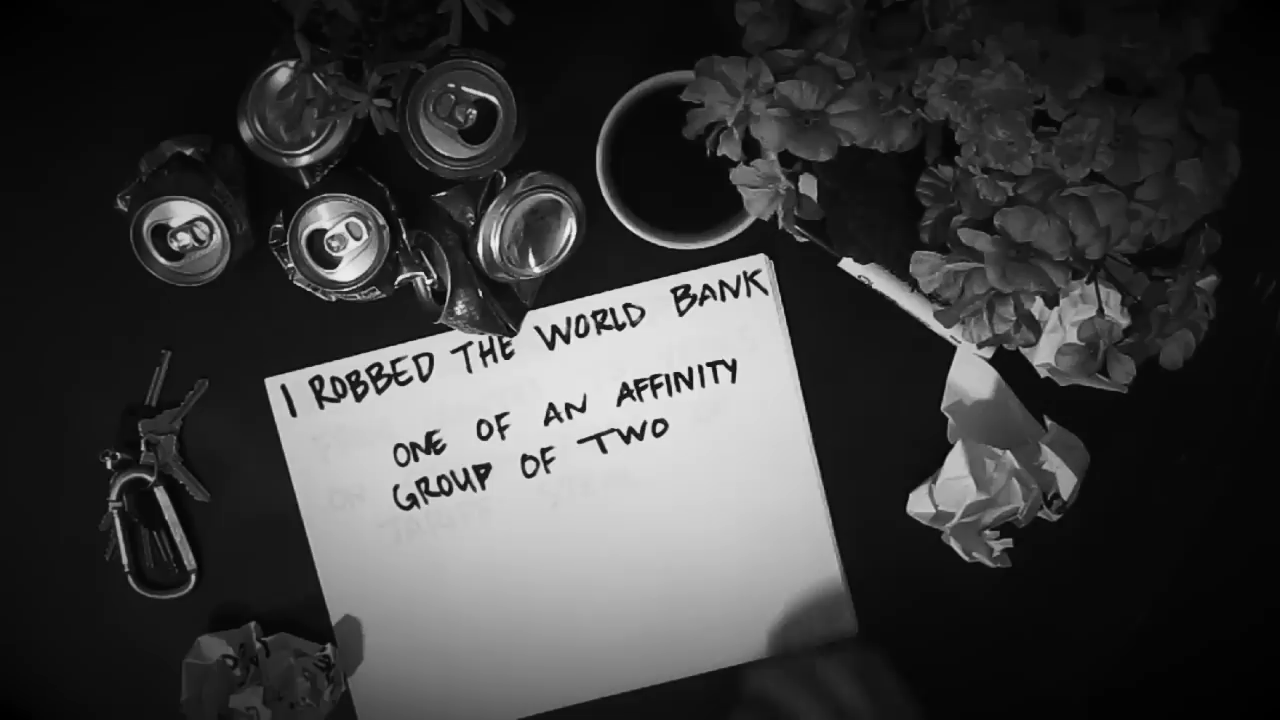 I ROBBED THE WORLD BANK
ONE OF AN AFFINITY
GROUP OF TWO